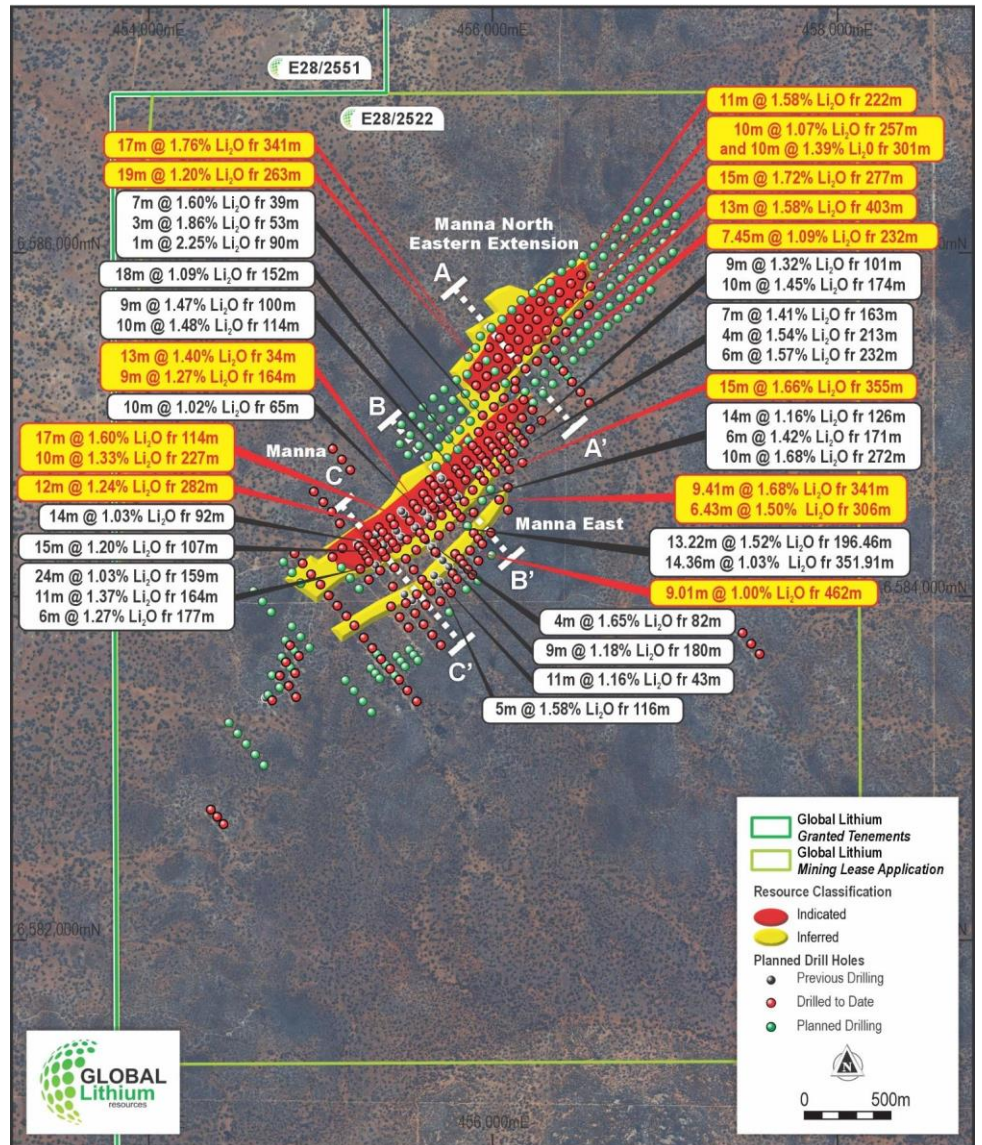 454,000mE
456,000mE
458,000mE
E28/2551
E28/2522
17m @ 1.76% Li₂O fr 341m
19m @ 1.20% Li₂O fr 263m
7m @ 1.60% Li₂O fr 39m
3m @ 1.86% Li₂O fr 53m
1m @ 2.25% Li₂O fr 90m
18m @ 1.09% Li₂O fr 152m
9m @ 1.47% Li₂O fr 100m
10m @ 1.48% Li₂O fr 114m
13m @ 1.40% Li₂O fr 34m
9m @ 1.27% Li₂O fr 164m
10m @ 1.02% Li₂O fr 65m
17m @ 1.60% Li₂O fr 114m
10m @ 1.33% Li₂O fr 227m
12m @ 1.24% Li₂O fr 282m
14m @ 1.03% Li₂O fr 92m
15m @ 1.20% Li₂O fr 107m
24m @ 1.03% Li₂O fr 159m
11m @ 1.37% Li₂O fr 164m
6m @ 1.27% Li₂O fr 177m
6,586,000mN
Manna North
Eastern Extension
A
B
Manna
C
A'
Manna East
B'
C'
11m @ 1.58% Li₂O fr 222m
10m @ 1.07% Li₂O fr 257m
and 10m @ 1.39% Li₂0 fr 301m
15m @ 1.72% Li₂O fr 277m
13m @ 1.58% Li₂O fr 403m
7.45m @ 1.09% Li₂O fr 232m
9m @ 1.32% Li₂O fr 101m
10m @ 1.45% Li₂O fr 174m
7m @ 1.41% Li₂O fr 163m
4m @ 1.54% Li₂O fr 213m
6m @ 1.57% Li₂O fr 232m
15m @ 1.66% Li₂O fr 355m
14m @ 1.16% Li₂O fr 126m
6m @ 1.42% Li₂O fr 171m
10m @ 1.68% Li₂O fr 272m
9.41m @ 1.68% Li₂O fr 341m
6.43m @ 1.50% Li₂O fr 306m
13.22m @ 1.52% Li₂O fr 196.46m
14.36m @ 1.03% Li₂O fr 351.91m
9.01m @ 1.00% Li₂O fr 462m
6,584,000mN
4m @ 1.65% Li₂O fr 82m
9m @ 1.18% Li₂O fr 180m
11m @ 1.16% Li₂O fr 43m
5m @ 1.58% Li₂O fr 116m
6,582,000mN
Global Lithium
Granted Tenements
Global Lithium
Mining Lease Application
Resource Classification
Indicated
Inferred
Planned Drill Holes
Previous Drilling
Drilled to Date
Planned Drilling
N
0 500m
GLOBAL
Lithium
resources
456,000mE